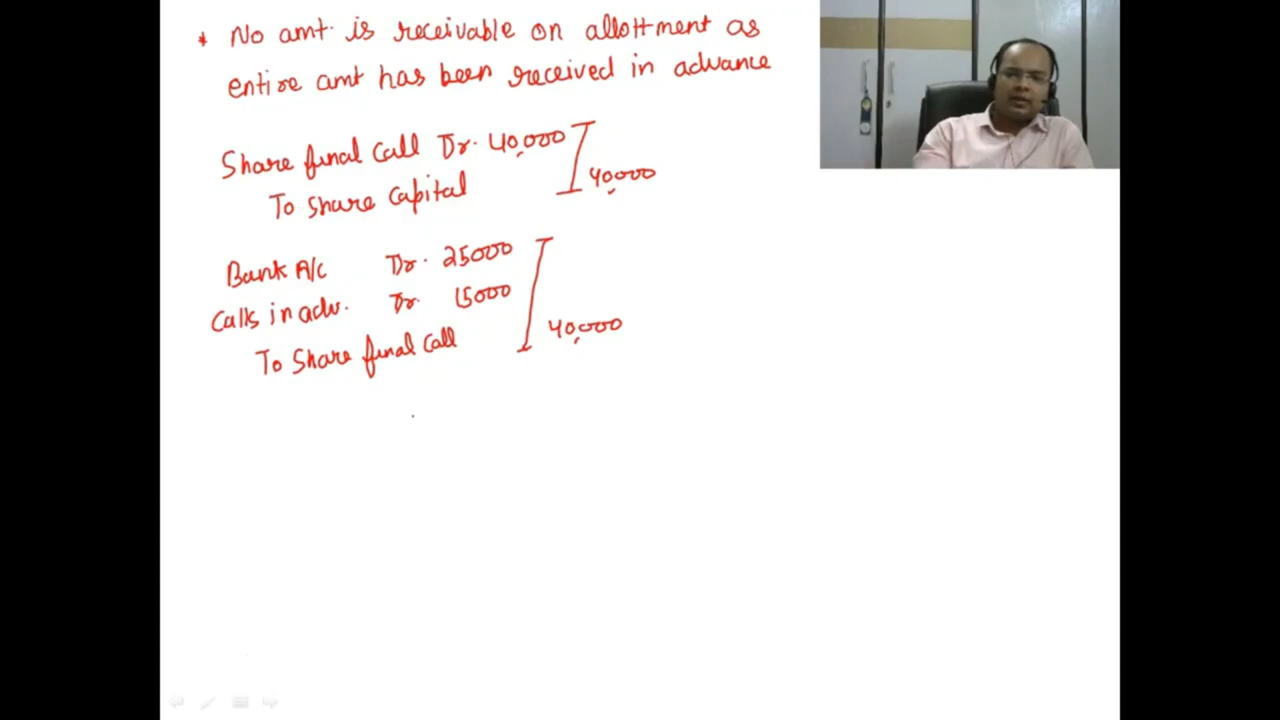 * No amt. is receivable on allottment as
entire amt has been received in advance
Share final call Dr. 40,000
To Share Capital 40,000
Bank A/c Dr. 25000
Calls in adv. Dr. 15000
To Share final call 40,000